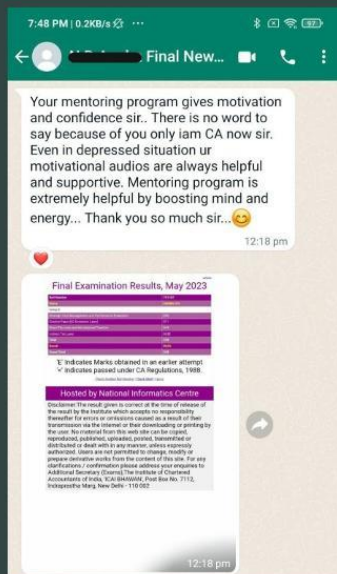 7:48 PM | 0.2KB/s
Final New...
Your mentoring program gives motivation
and confidence sir.. There is no word to
say because of you only iam CA now sir.
Even in depressed situation ur
motivational audios are always helpful
and supportive. Mentoring program is
extremely helpful by boosting mind and
energy... Thank you so much sir...😊
12:18 pm
Final Examination Results, May 2023
'E' Indicates Marks obtained in an earlier attempt
indicates passed under CA Regulations, 1988.
Hosted by National Informatics Centre
Disclaimer:The result given is correct at the time of release of
the result by the Institute which accepts no responsibility
thereafter for errors or omissions caused as a result of their
transmission via the internet or their downloading or printing by
the user. No material from this web site can be copied,
reproduced, published, uploaded, posted, transmitted or
distributed or dealt with in any manner, unless expressly
authorized. Users are not permitted to change, modify or
prepare derivative works from the content of this site. For any
clarifications / confirmation please address your enquiries to
Additional Secretary (Exams),The Institute of Chartered
Accountants of India, 'ICAI BHAWAN', Post Box No. 7112,
Indraprastha Marg, New Delhi - 110 002
12:18 pm